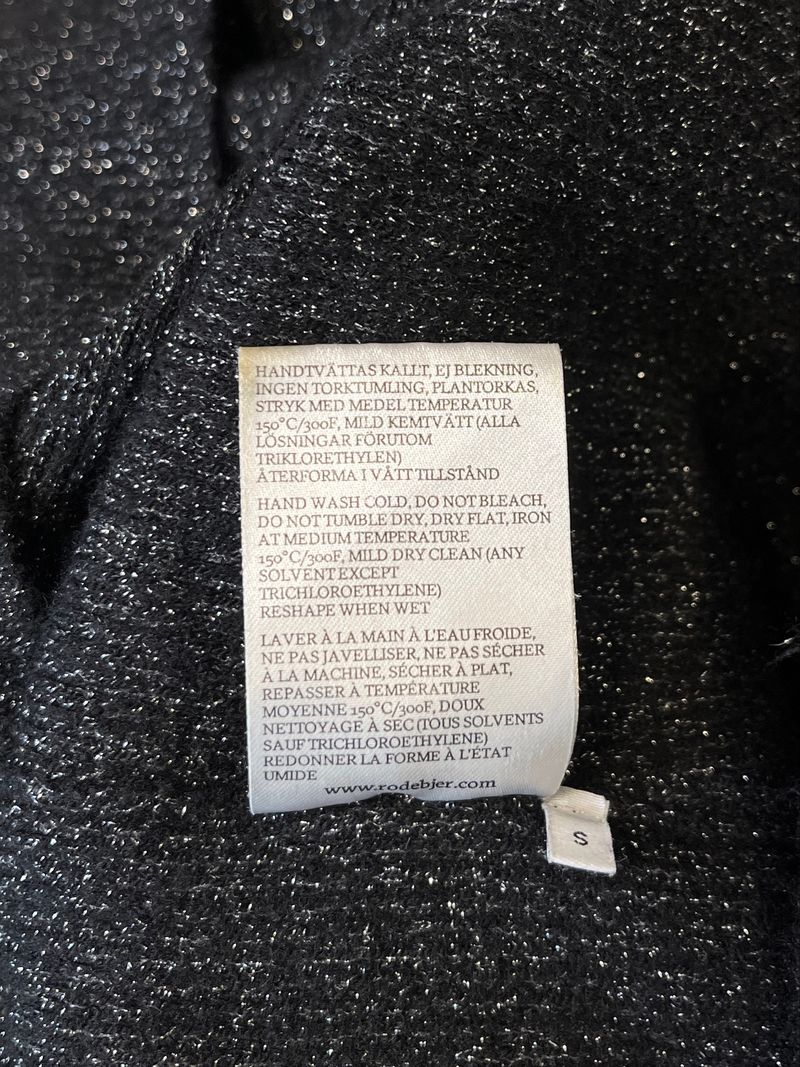 HANDTVÄTTAS KALLT, EJ BLEKNING,
INGEN TORKTUMLING, PLANTORKAS,
STRYK MED MEDEL TEMPERATUR
150°C/300F, MILD KEMTVÄTT (ALLA
LÖSNINGAR FÖRUTOM
TRIKLORETHYLEN)
ÅTERFORMA I VÅTT TILLSTÅND
HAND WASH COLD, DO NOT BLEACH,
DO NOT TUMBLE DRY, DRY FLAT, IRON
AT MEDIUM TEMPERATURE
150°C/300F, MILD DRY CLEAN (ANY
SOLVENT EXCEPT
TRICHLOROETHYLENE)
RESHAPE WHEN WET
LAVER À LA MAIN À L'EAU FROIDE,
NE PAS JAVELLISER, NE PAS SÉCHER
À LA MACHINE, SÉCHER À PLAT,
REPASSER À TEMPÉRATURE
MOYENNE 150°C/300F, DOUX
NETTOYAGE À SEC (TOUS SOLVENTS
SAUF TRICHLOROETHYLENE)
REDONNER LA FORME À L'ÉTAT
UMIDE
www.rodebjer.com
S